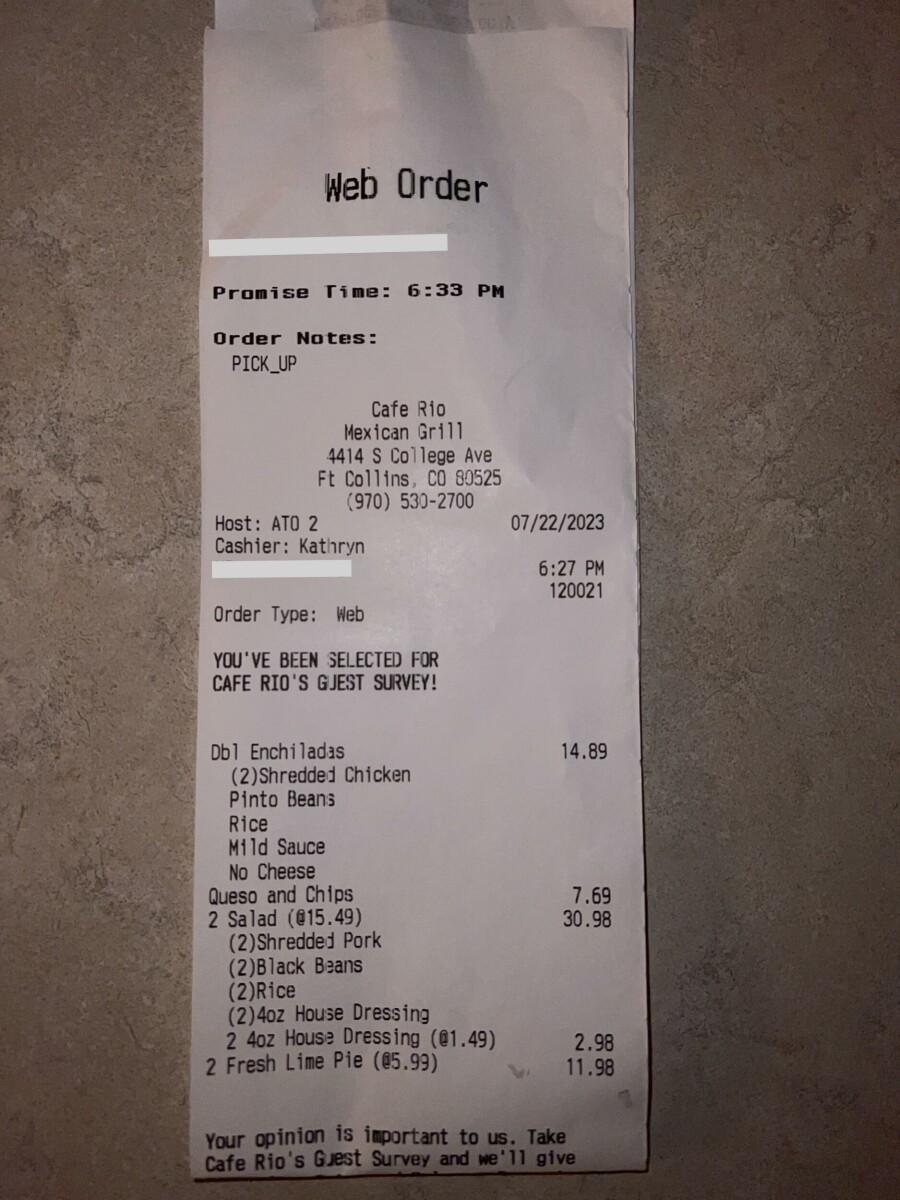 Web Order
Promise Time: 6:33 PM
Order Notes:
PICK_UP
Cafe Rio
Mexican Grill
4414 S College Ave
Ft Collins, CO 80525
(970) 530-2700
Host: ATO 2 07/22/2023
Cashier: Kathryn
6:27 PM
120021
Order Type: Web
YOU'VE BEEN SELECTED FOR
CAFE RIO'S GUEST SURVEY!
Dbl Enchiladas 14.89
(2)Shredded Chicken
Pinto Beans
Rice
Mild Sauce
No Cheese
Queso and Chips 7.69
2 Salad (@15.49) 30.98
(2)Shredded Pork
(2)Black Beans
(2)Rice
(2)4oz House Dressing
2 4oz House Dressing (@1.49) 2.98
2 Fresh Lime Pie (@5.99) 11.98
Your opinion is important to us. Take
Cafe Rio's Guest Survey and we'll give